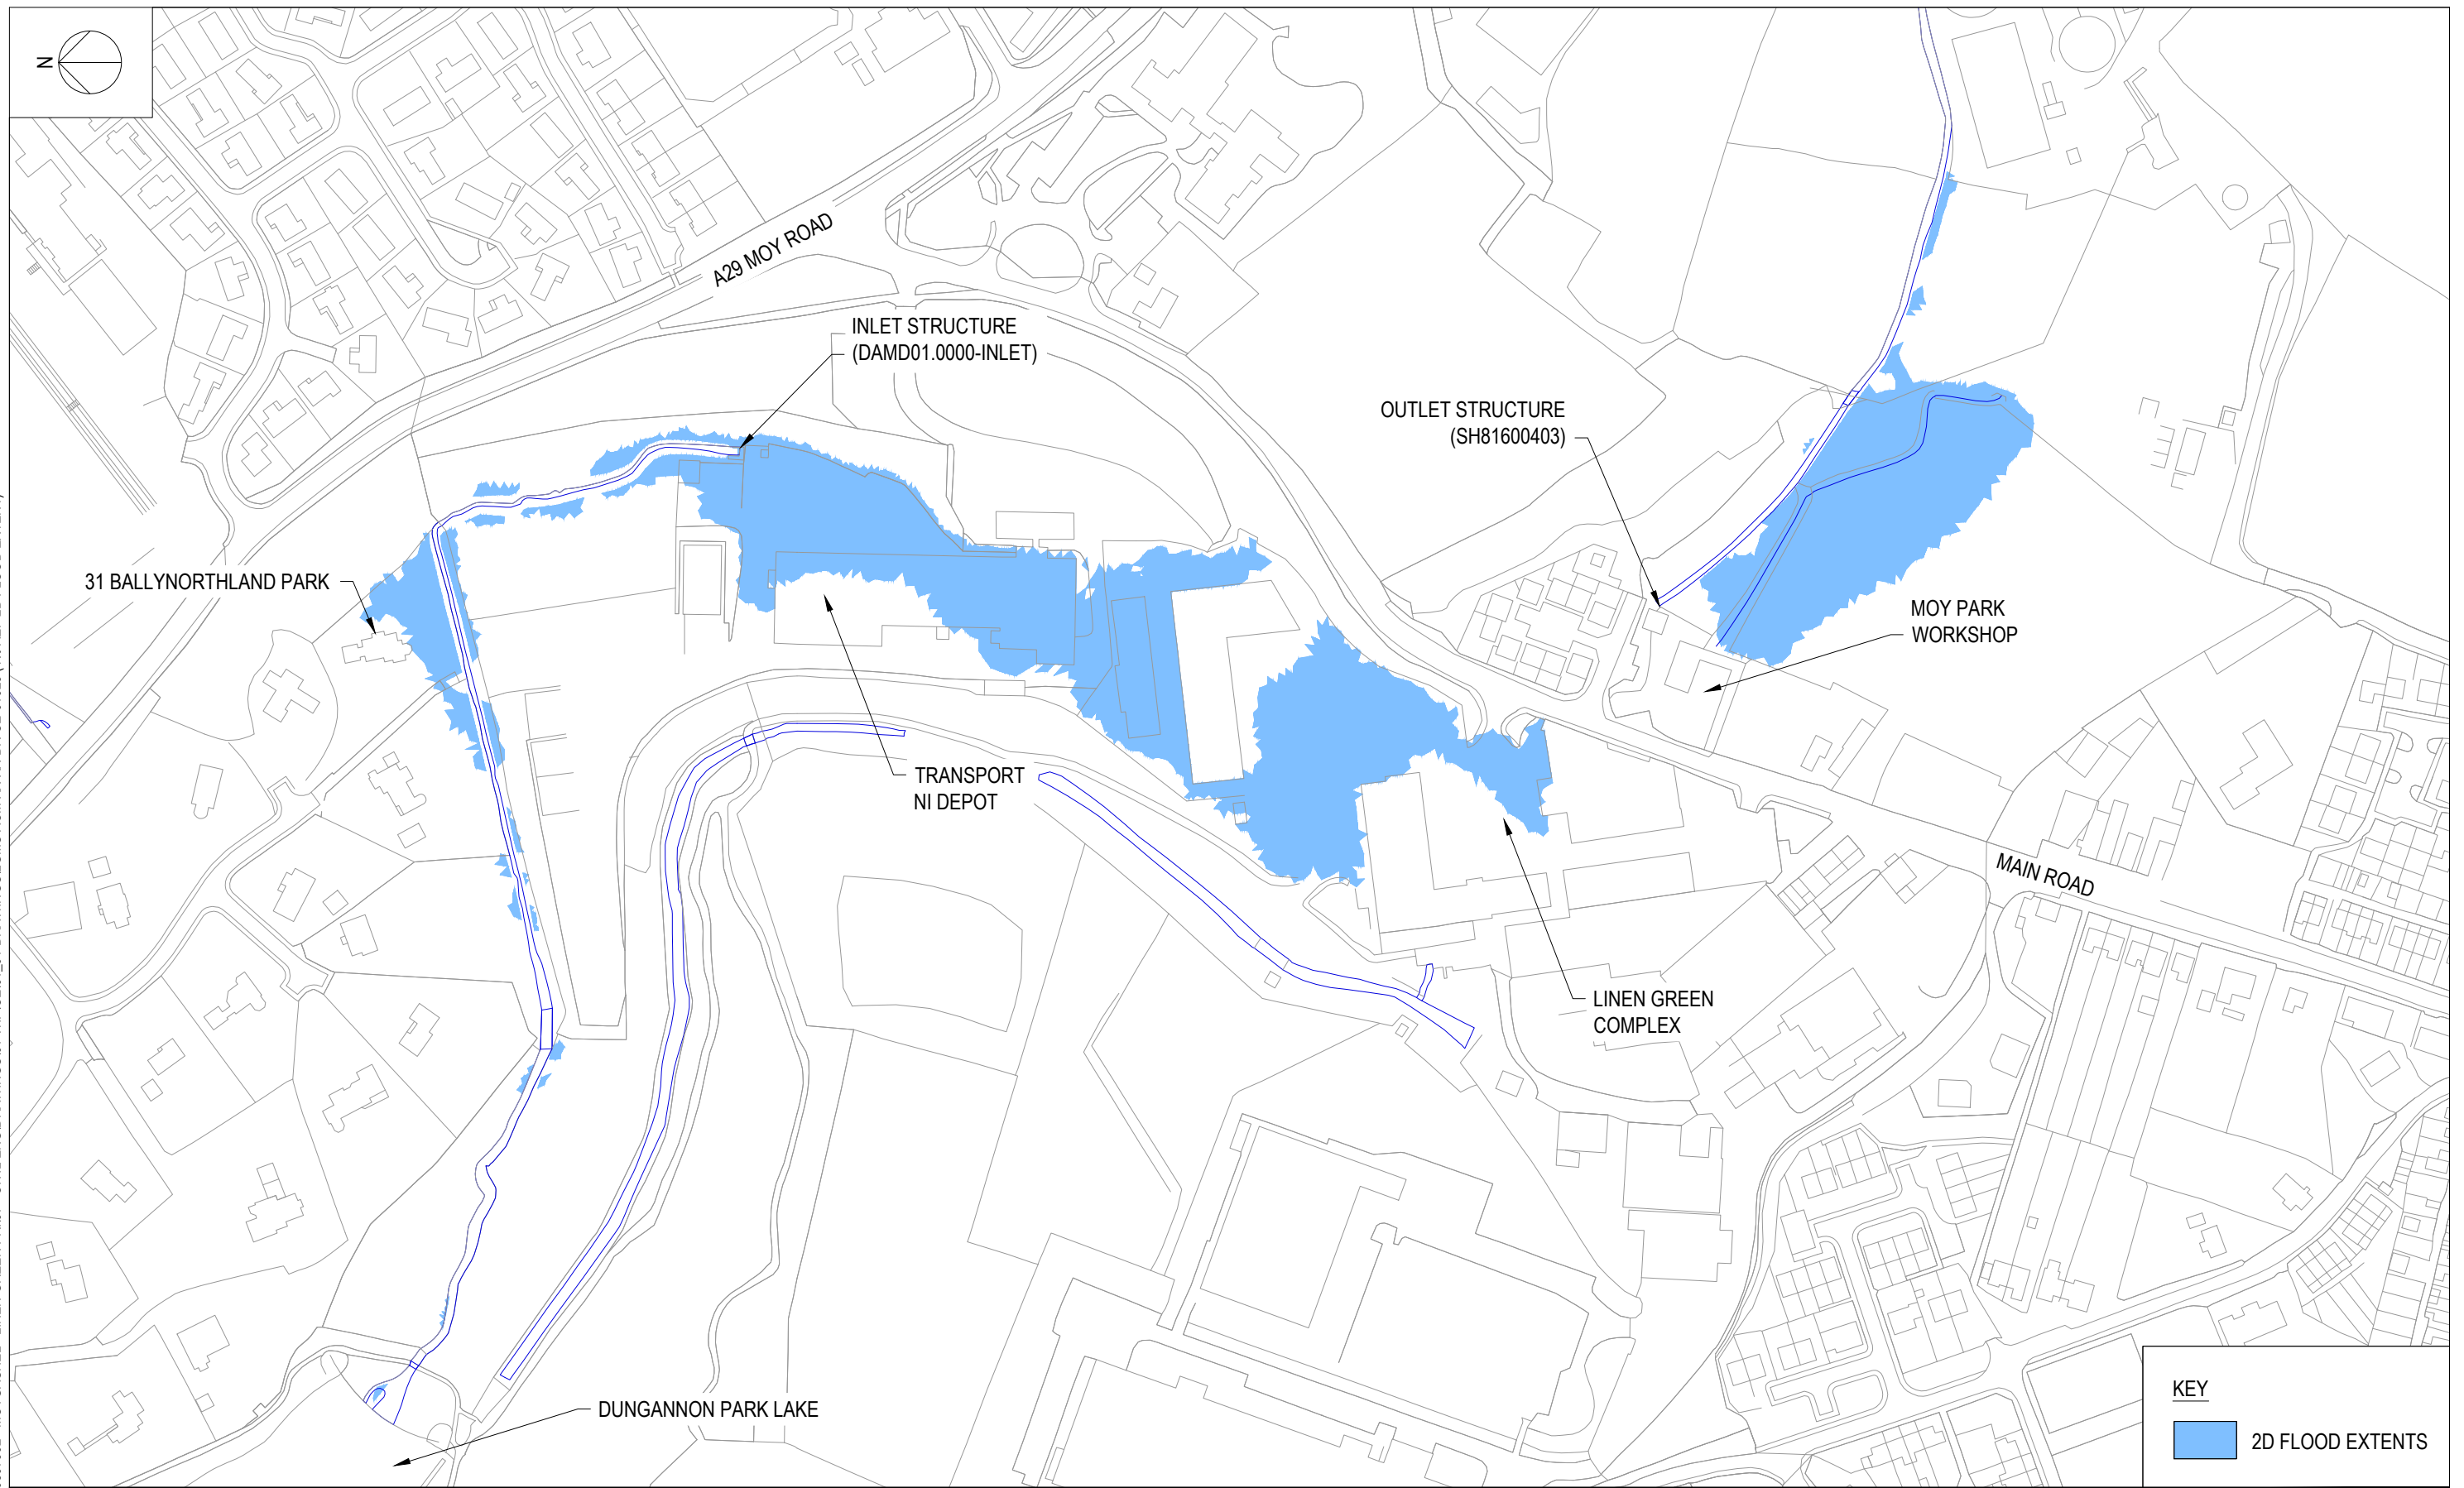 N
A29 MOY ROAD
INLET STRUCTURE
(DAMD01.0000-INLET)
OUTLET STRUCTURE
(SH81600403)
31 BALLYNORTHLAND PARK
MOY PARK
WORKSHOP
TRANSPORT
NI DEPOT
MAIN ROAD
LINEN GREEN
COMPLEX
DUNGANNON PARK LAKE
KEY
2D FLOOD EXTENTS